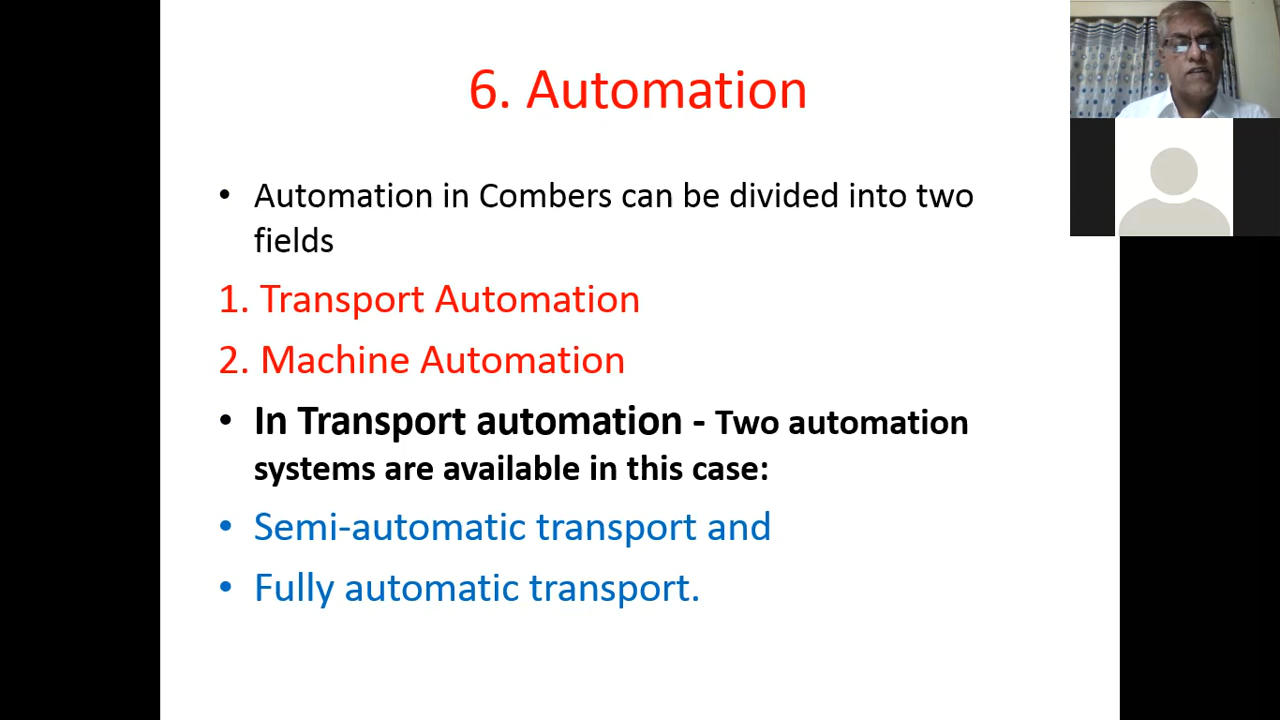 6. Automation
• Automation in Combers can be divided into two
fields
1. Transport Automation
2. Machine Automation
• In Transport automation - Two automation
systems are available in this case:
• Semi-automatic transport and
• Fully automatic transport.